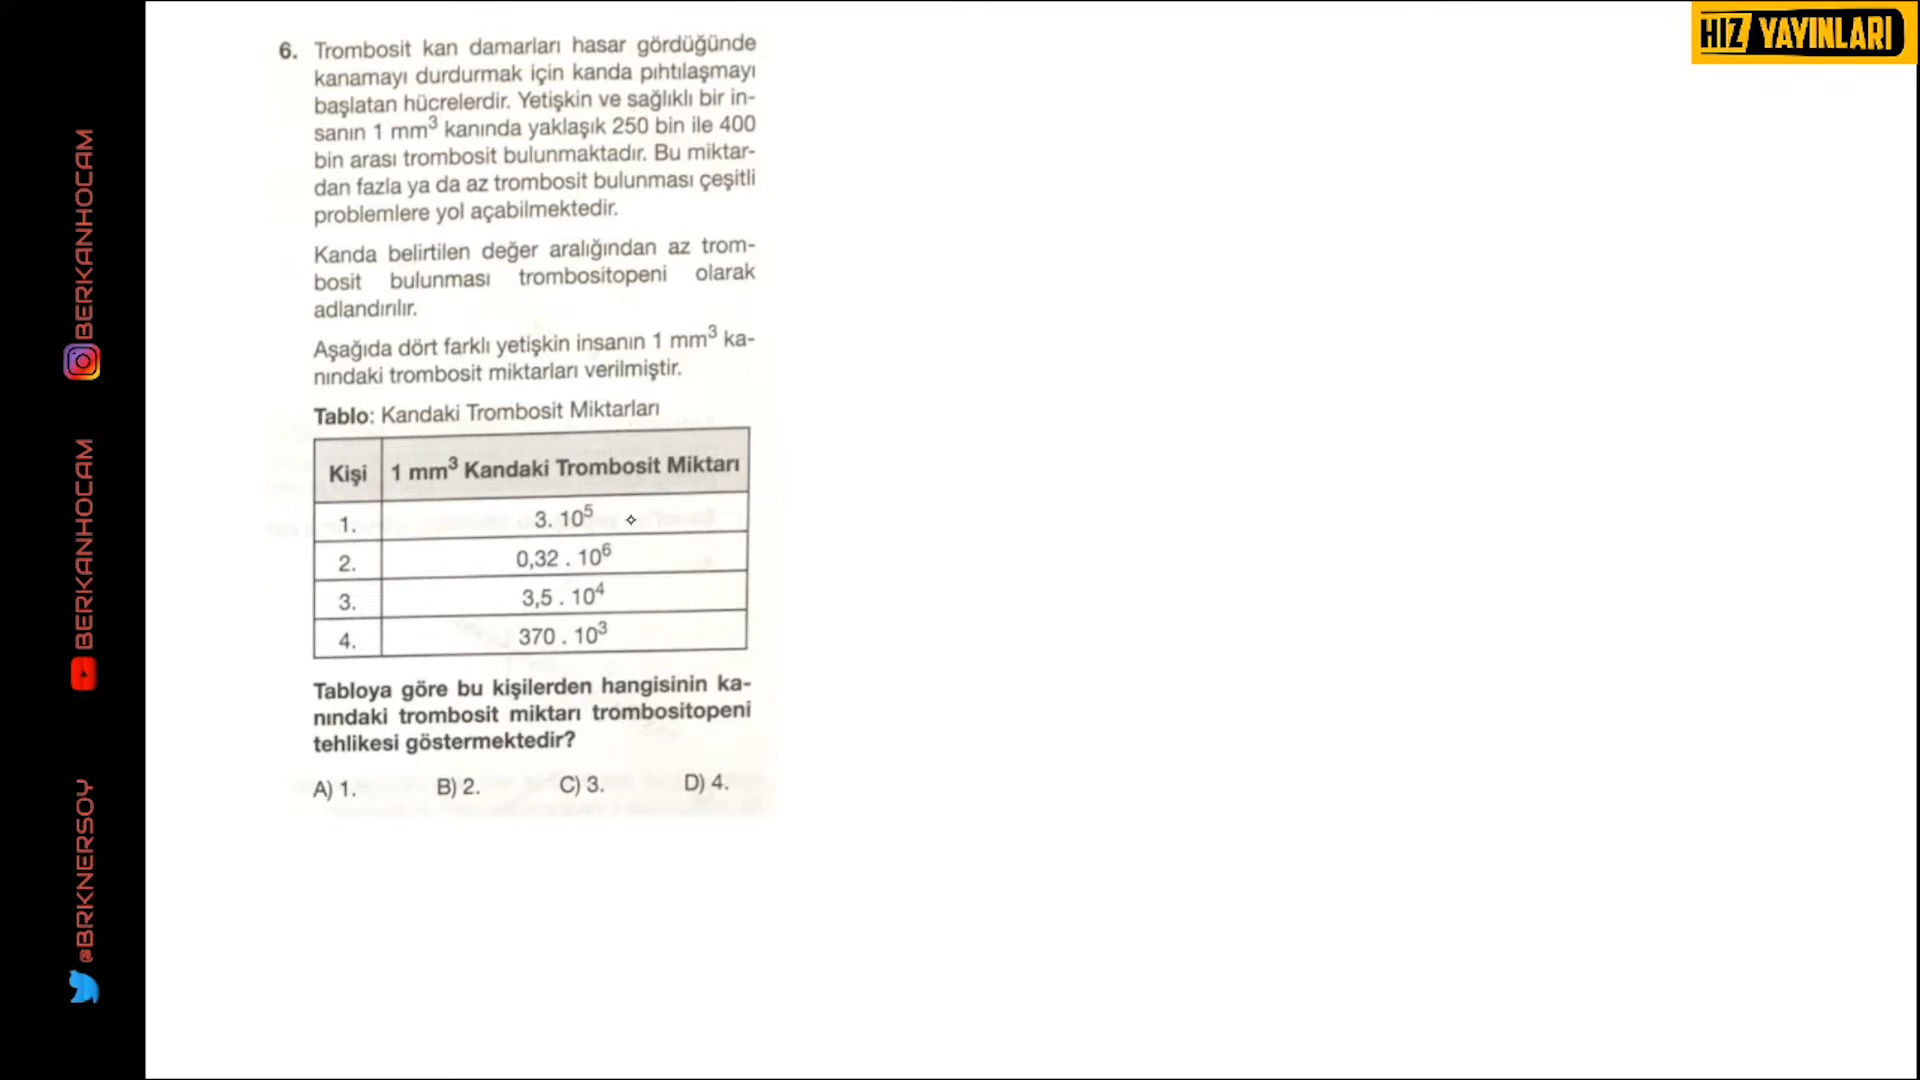 HIZ YAYINLARI
6. Trombosit kan damarları hasar gördüğünde
kanamayı durdurmak için kanda pıhtılaşmayı
başlatan hücrelerdir. Yetişkin ve sağlıklı bir in-
sanın 1 mm³ kanında yaklaşık 250 bin ile 400
bin arası trombosit bulunmaktadır. Bu miktar-
dan fazla ya da az trombosit bulunması çeşitli
problemlere yol açabilmektedir.
Kanda belirtilen değer aralığından az trom-
bosit bulunması trombositopeni olarak
adlandırılır.
Aşağıda dört farklı yetişkin insanın 1 mm³ ka-
nındaki trombosit miktarları verilmiştir.
Tablo: Kandaki Trombosit Miktarları
Kişi 1 mm³ Kandaki Trombosit Miktarı
1. 3. 10⁵
2. 0,32 . 10⁶
3. 3,5 . 10⁴
4. 370 . 10³
Tabloya göre bu kişilerden hangisinin ka-
nındaki trombosit miktarı trombositopeni
tehlikesi göstermektedir?
A) 1. B) 2. C) 3. D) 4.
BERKANHOCAM
BERKANHOCAM
@BRKNERSOY